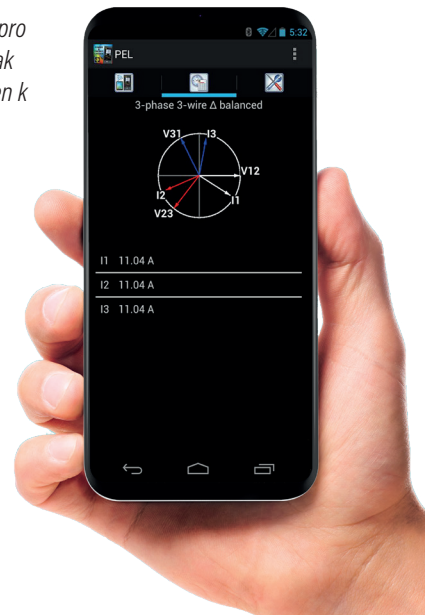 pro
ak
en k
5:32
PEL
3-phase 3-wire Δ balanced
V31 I3
V12
I2 I1
V23
I1 11.04 A
I2 11.04 A
I3 11.04 A